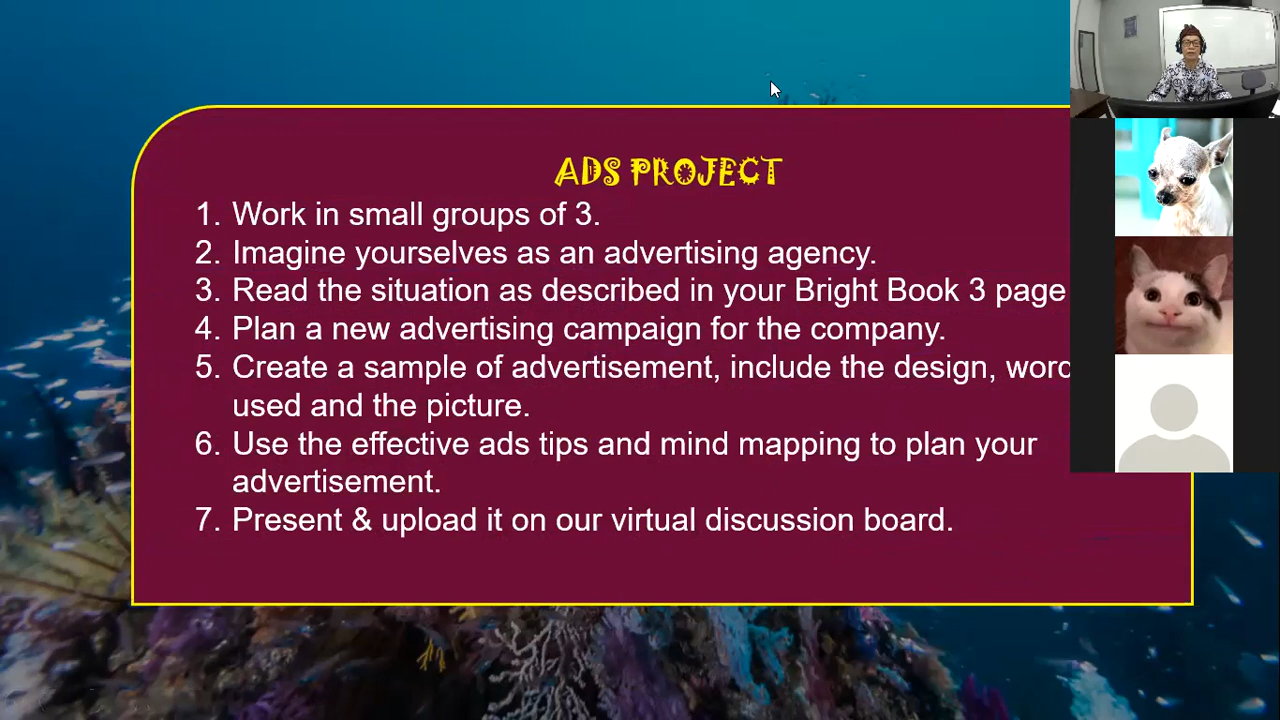 ADS PROJECT
1. Work in small groups of 3.
2. Imagine yourselves as an advertising agency.
3. Read the situation as described in your Bright Book 3 page
4. Plan a new advertising campaign for the company.
5. Create a sample of advertisement, include the design,
used and the picture.
6. Use the effective ads tips and mind mapping to plan your
advertisement.
7. Present & upload it on our virtual discussion board.